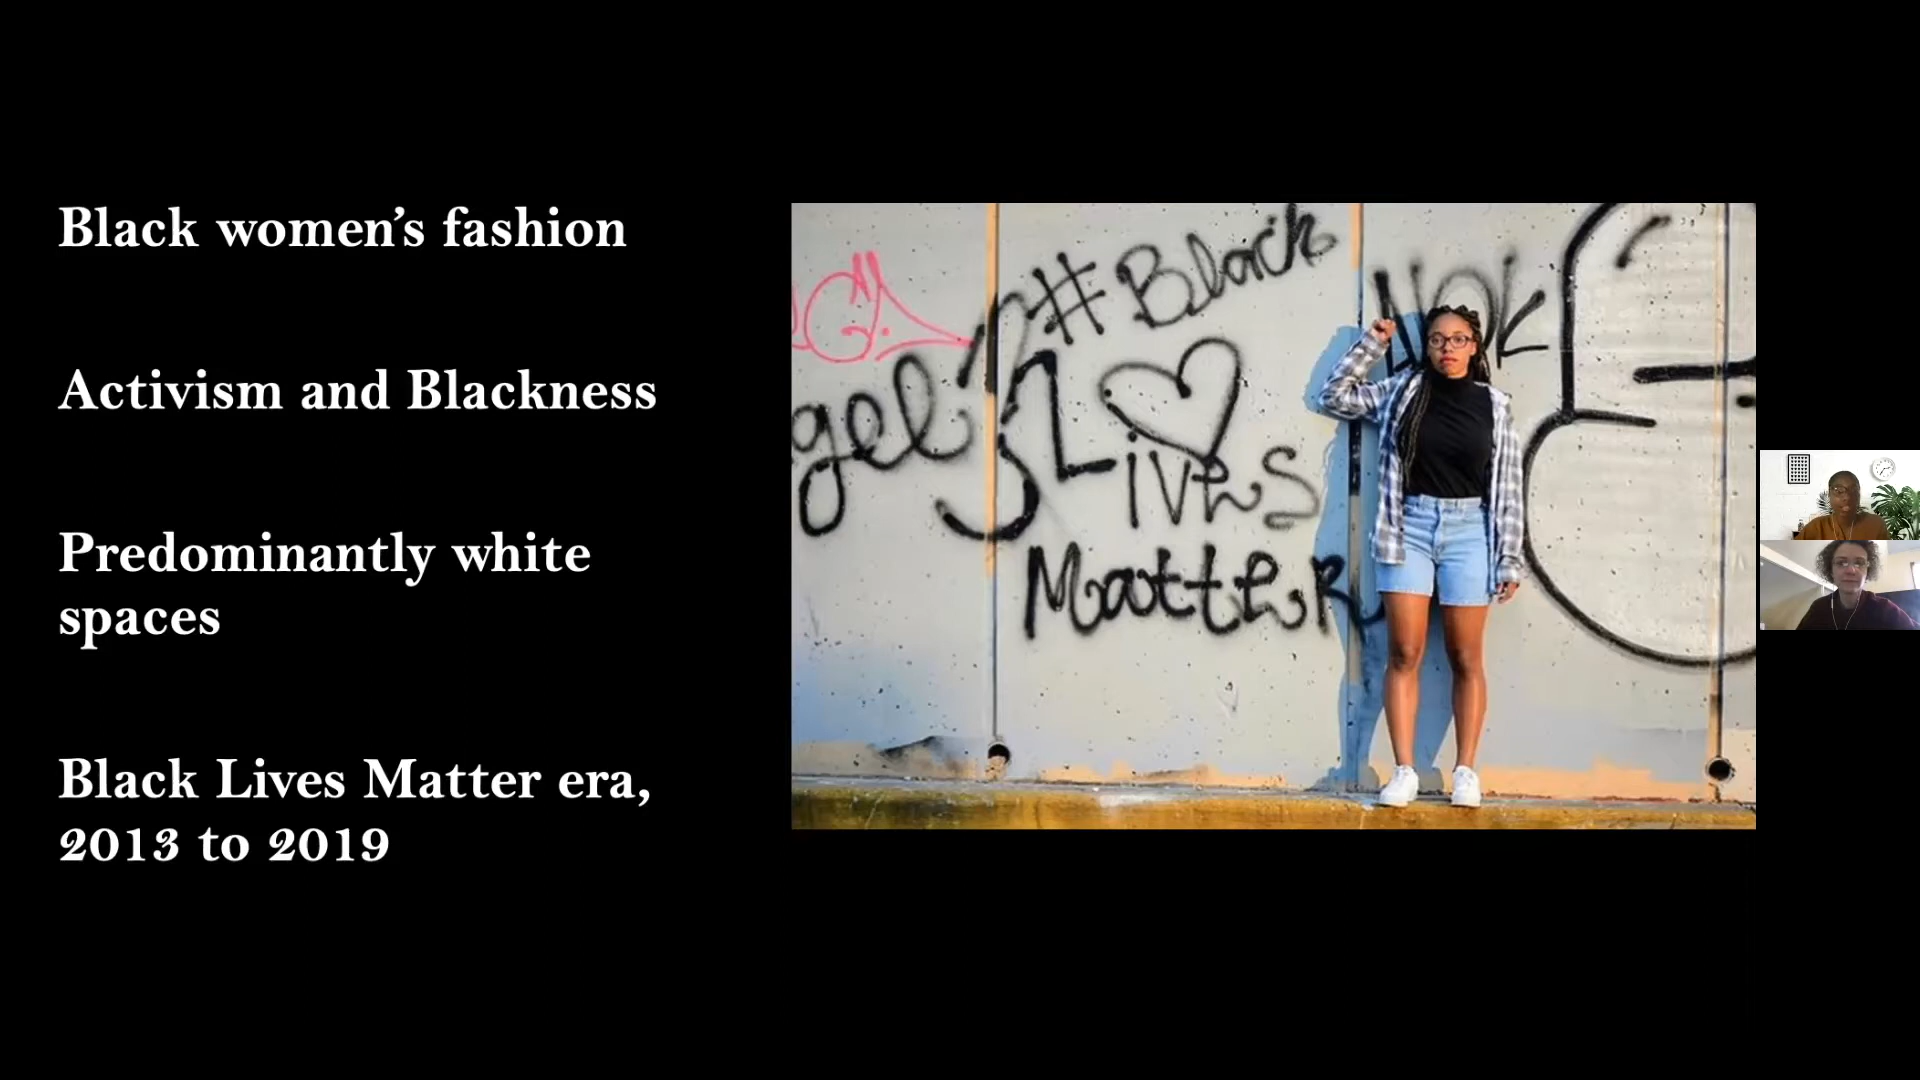 Black women’s fashion
Activism and Blackness
Predominantly white
spaces
Black Lives Matter era,
2013 to 2019
#Black
Lives
Matter